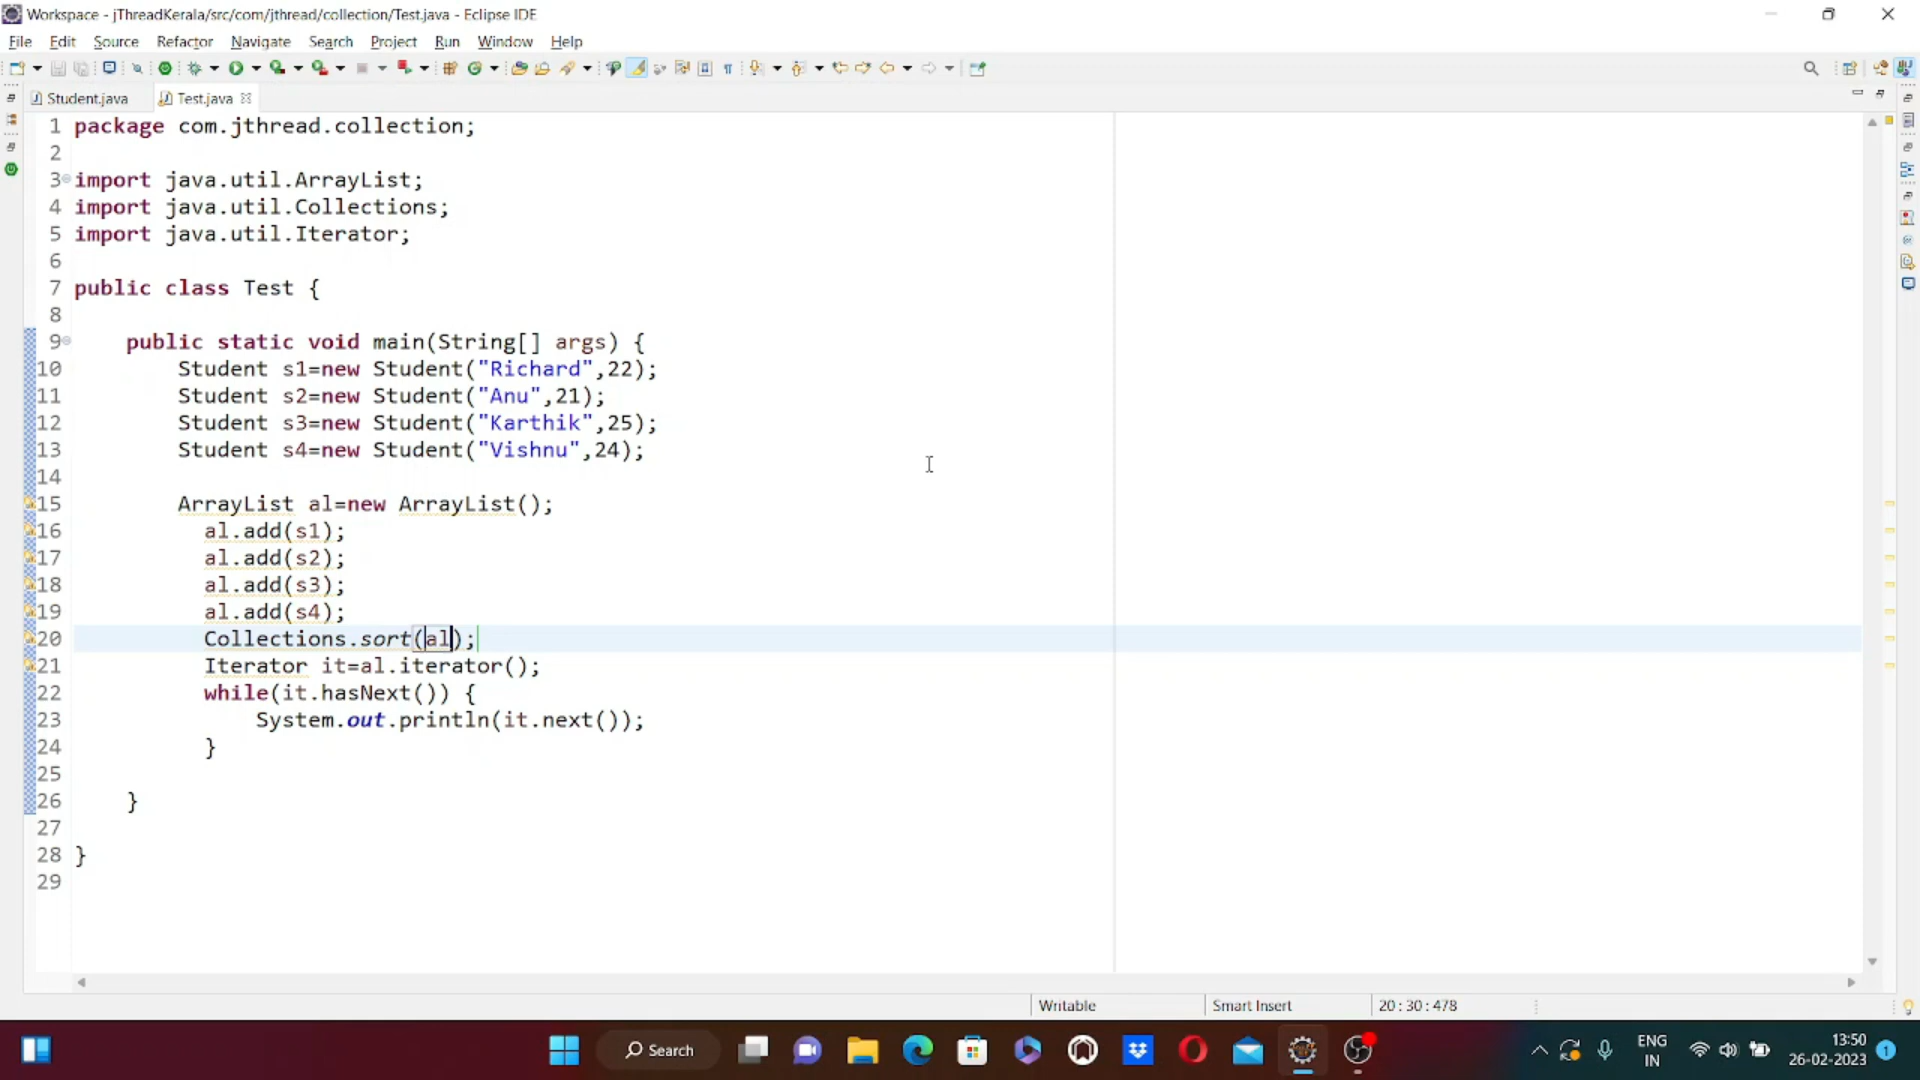 Workspace - jThreadKerala/src/com/jthread/collection/Test.java - Eclipse IDE
File Edit Source Refactor Navigate Search Project Run Window Help
Student.java Test.java
1 package com.jthread.collection;
2
3 import java.util.ArrayList;
4 import java.util.Collections;
5 import java.util.Iterator;
6
7 public class Test {
8
9 public static void main(String[] args) {
10 Student s1=new Student("Richard",22);
11 Student s2=new Student("Anu",21);
12 Student s3=new Student("Karthik",25);
13 Student s4=new Student("Vishnu",24);
14
15 ArrayList al=new ArrayList();
16 al.add(s1);
17 al.add(s2);
18 al.add(s3);
19 al.add(s4);
20 Collections.sort(al);
21 Iterator it=al.iterator();
22 while(it.hasNext()) {
23 System.out.println(it.next());
24 }
25
26 }
27
28 }
29
Writable Smart Insert 20 : 30 : 478
Search ENG 13:50
IN 26-02-2023 1